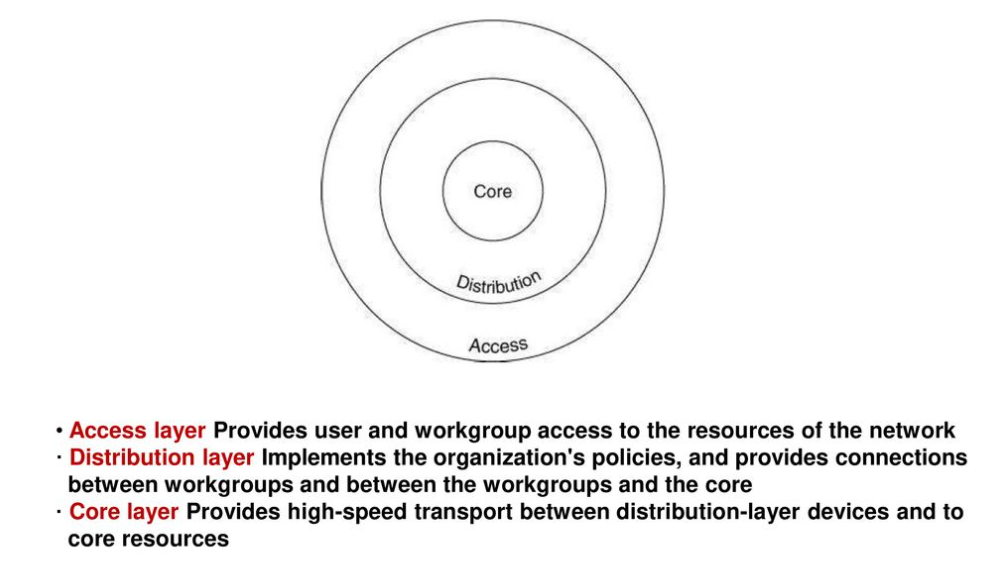 Core
Distribution
Access
• Access layer Provides user and workgroup access to the resources of the network
· Distribution layer Implements the organization's policies, and provides connections
between workgroups and between the workgroups and the core
· Core layer Provides high-speed transport between distribution-layer devices and to
core resources